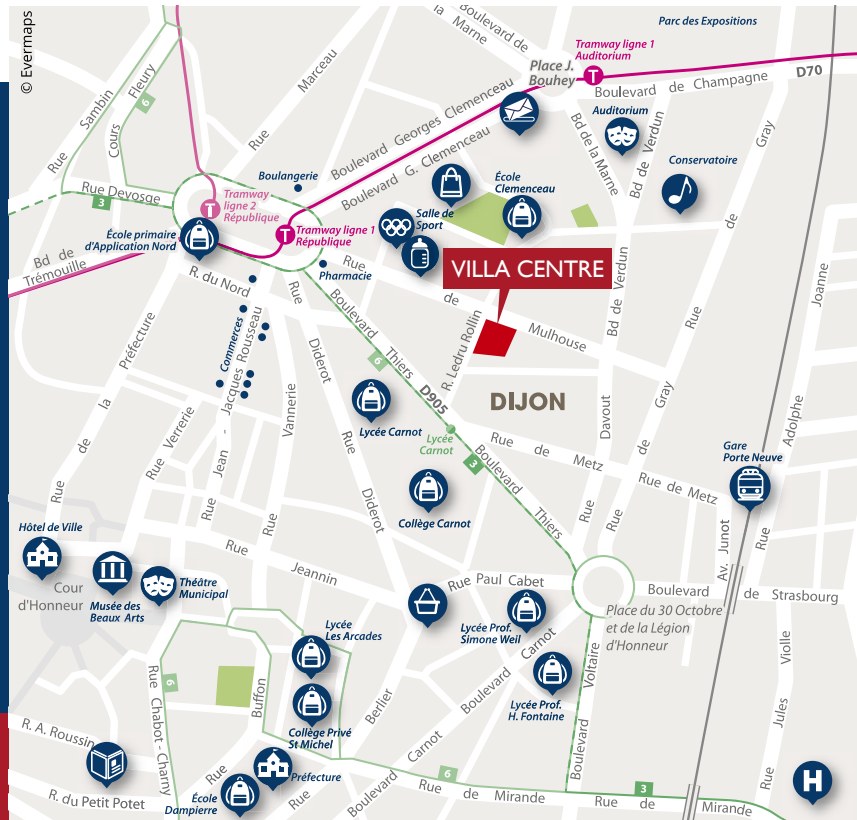 © Evermaps
Boulevard de
la Marne
Parc des Expositions
Tramway ligne 1
Auditorium
Place J.
Bouhey
D70
Boulevard de Champagne
Rue Sambin
Cours Fleury
6
Rue Marceau
Boulevard Georges Clemenceau
Boulevard G. Clemenceau
Auditorium
Bd de la Marne
Bd de Verdun
Rue de Gray
Conservatoire
Boulangerie
École
Clemenceau
Rue Devosge
3
Tramway
ligne 2
République
T
T
T
École primaire
d'Application Nord
Tramway ligne 1
République
Salle de
Sport
Bd de
Trémouille
Pharmacie
VILLA CENTRE
R. du Nord
Rue de Mulhouse
Bd de Verdun
Rue Adolphe Joanne
Commerces
Rue de la Préfecture
Rue Jean - Jacques Rousseau
Rue Diderot
Boulevard Thiers
6
D905
R. Ledru Rollin
DIJON
Rue Vannerie
Rue Verrerie
Lycée Carnot
Lycée
Carnot
3
Rue de Metz
Rue Davout
Rue de Gray
Gare
Porte Neuve
Rue de Metz
Rue Diderot
Collège Carnot
Boulevard Thiers
Av. Junot
Hôtel de Ville
Cour
d'Honneur
Musée des
Beaux Arts
Théâtre
Municipal
Rue Jeannin
Rue Paul Cabet
Boulevard de Strasbourg
Place du 30 Octobre
et de la Légion
d'Honneur
Lycée Prof.
Simone Weil
Lycée
Les Arcades
Boulevard Carnot
Boulevard Voltaire
Lycée Prof.
H. Fontaine
Rue Jules Violle
Rue Chabot - Charny
6
Rue Buffon
Collège Privé
St Michel
Rue Berlier
Boulevard Carnot
R. A. Roussin
R. du Petit Potet
Préfecture
École
Dampierre
6
Rue de Mirande
3
Rue de Mirande
H